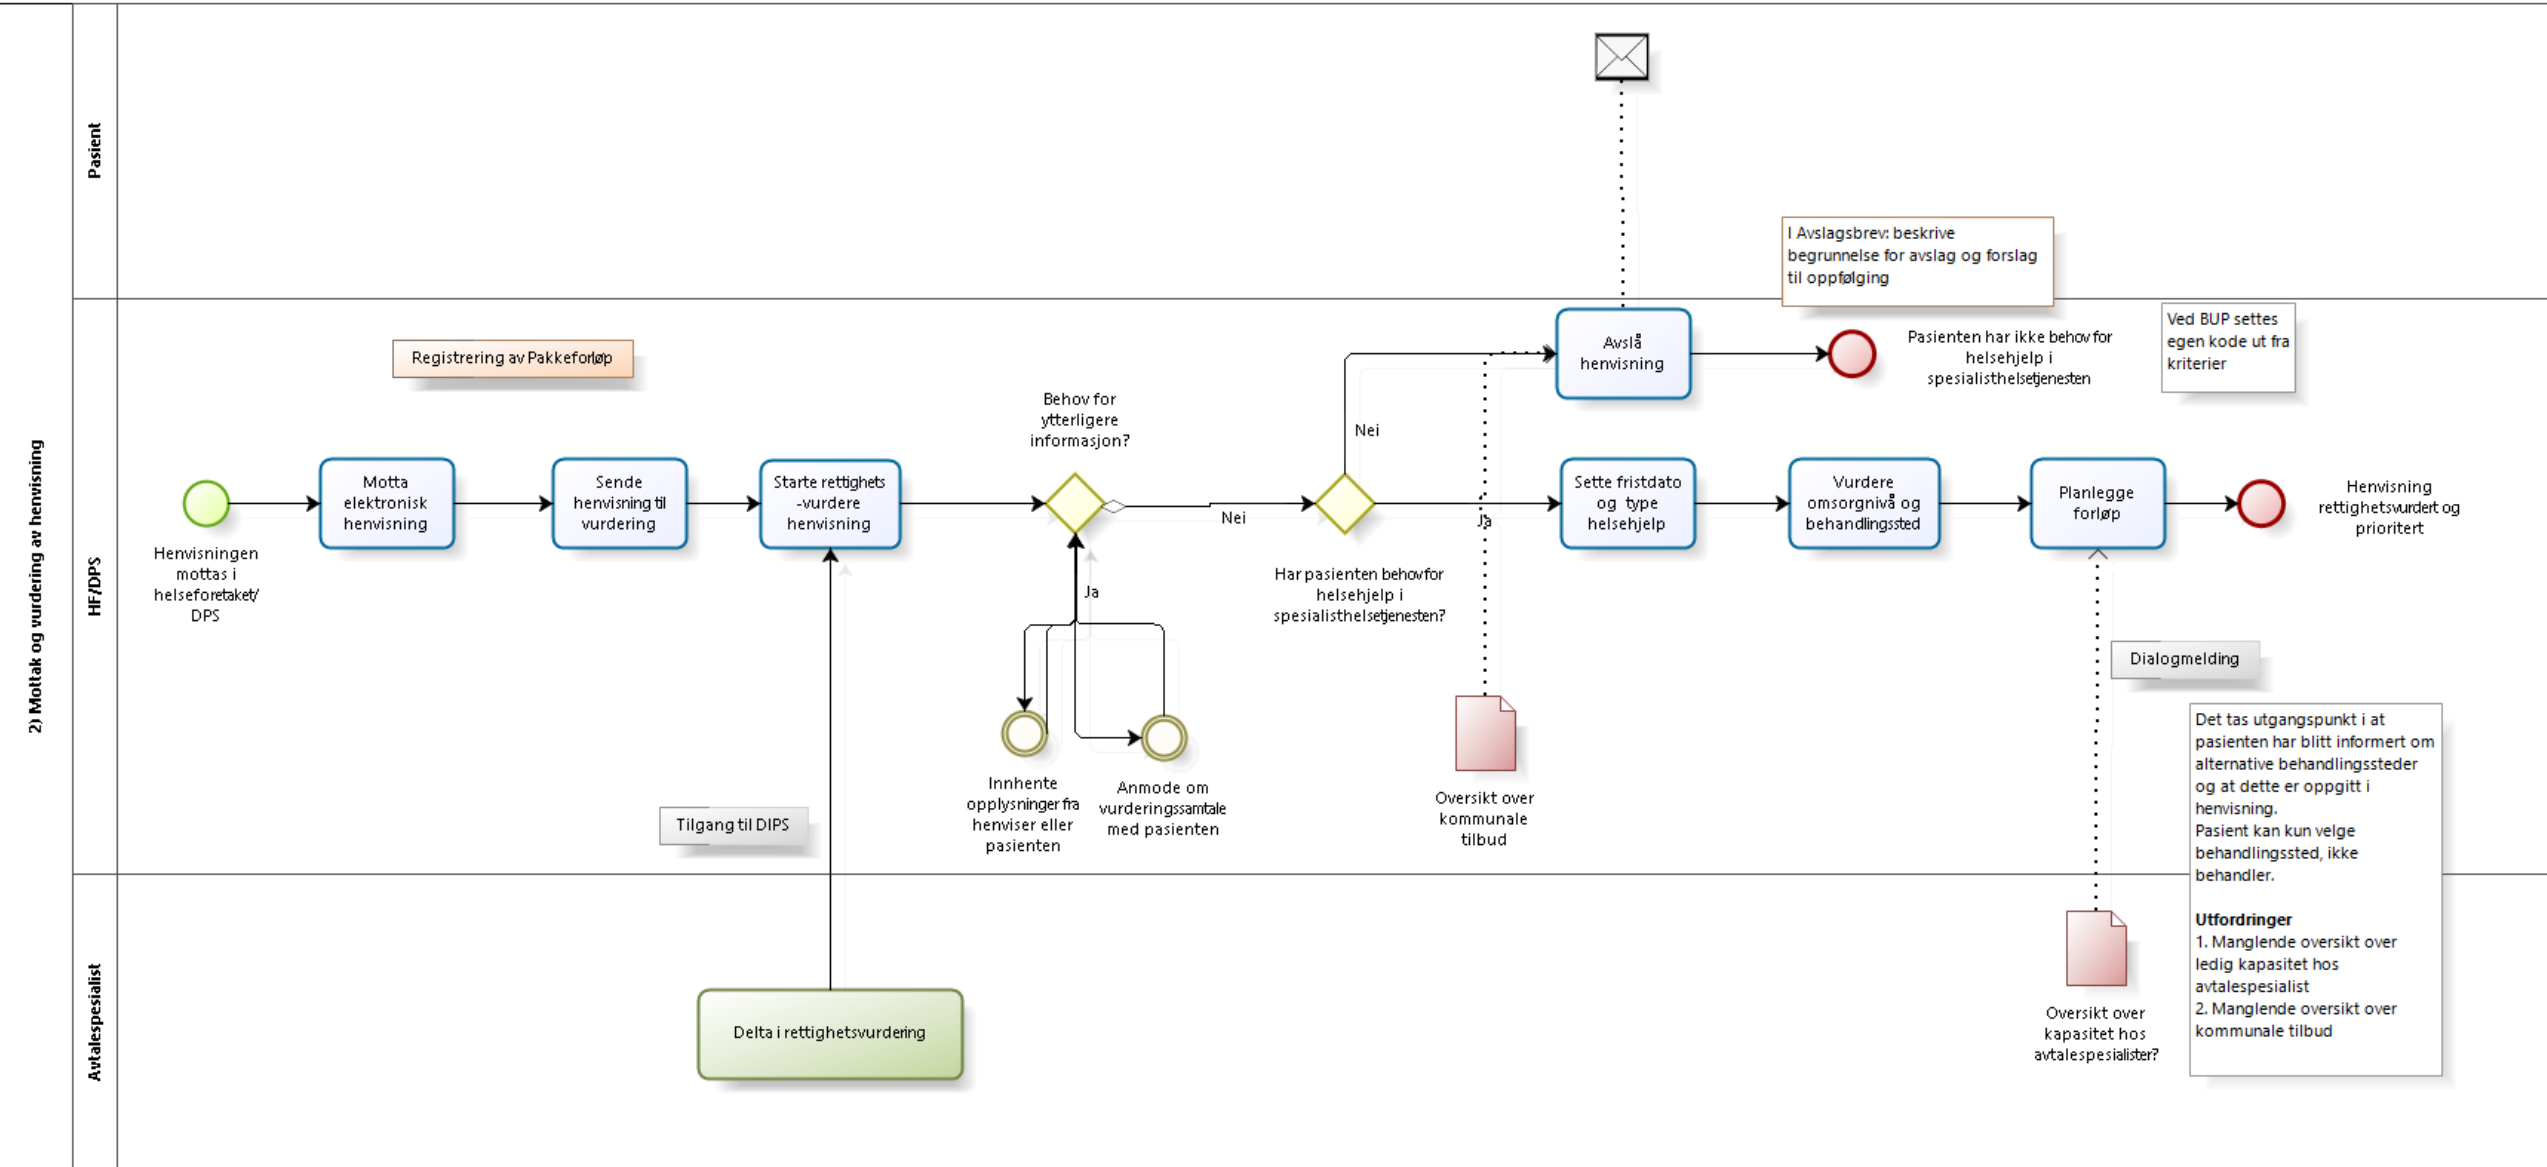 2) Mottak og vurdering av henvisning
Pasient
I Avslagsbrev: beskrive
begrunnelse for avslag og forslag
til oppfølging
HF/DPS
Registrering av Pakkeforløp
Henvisningen
mottas i
helseforetaket/
DPS
Motta
elektronisk
henvisning
Sende
henvisning til
vurdering
Starte rettighets
-vurdere
henvisning
Behov for
ytterligere
informasjon?
Nei
Ja
Innhente
opplysninger fra
henviser eller
pasienten
Anmode om
vurderingssamtale
med pasienten
Har pasienten behov for
helsehjelp i
spesialisthelsetjenesten?
Nei
Ja
Avslå
henvisning
Pasienten har ikke behov for
helsehjelp i
spesialisthelsetjenesten
Ved BUP settes
egen kode ut fra
kriterier
Sette fristdato
og type
helsehjelp
Vurdere
omsorgnivå og
behandlingssted
Planlegge
forløp
Henvisning
rettighetsvurdert og
prioritert
Oversikt over
kommunale
tilbud
Dialogmelding
Det tas utgangspunkt i at
pasienten har blitt informert om
alternative behandlingssteder
og at dette er oppgitt i
henvisning.
Pasient kan kun velge
behandlingssted, ikke
behandler.
Utfordringer
1. Manglende oversikt over
ledig kapasitet hos
avtalespesialist
2. Manglende oversikt over
kommunale tilbud
Tilgang til DIPS
Avtalespesialist
Delta i rettighetsvurdering
Oversikt over
kapasitet hos
avtalespesialister?